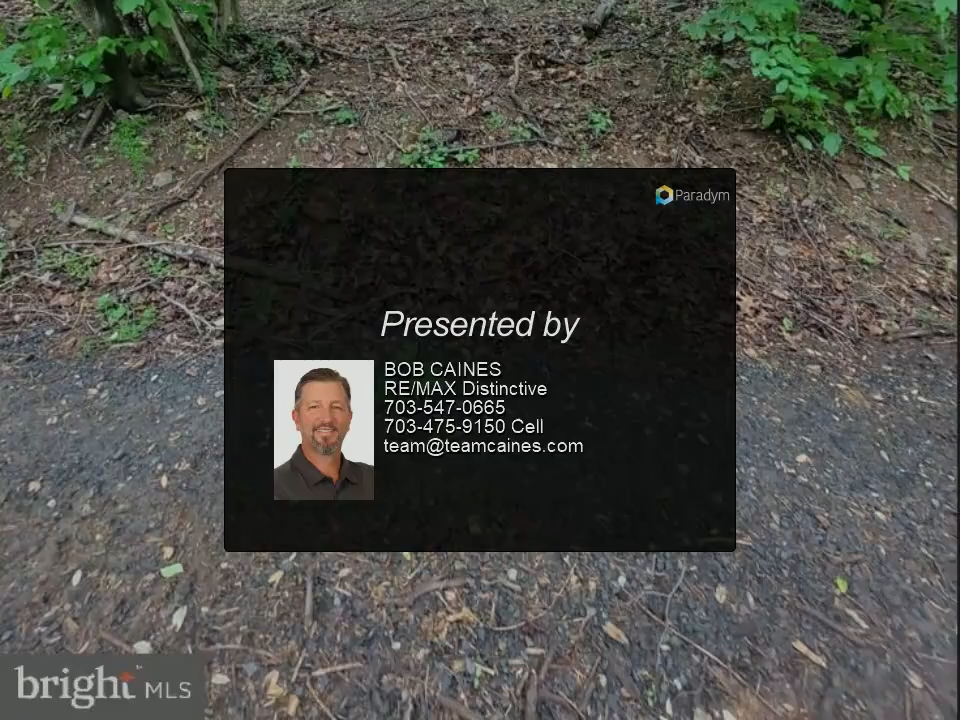 Paradym
Presented by
BOB CAINES
RE/MAX Distinctive
703-547-0665
703-475-9150 Cell
team@teamcaines.com
bright MLS